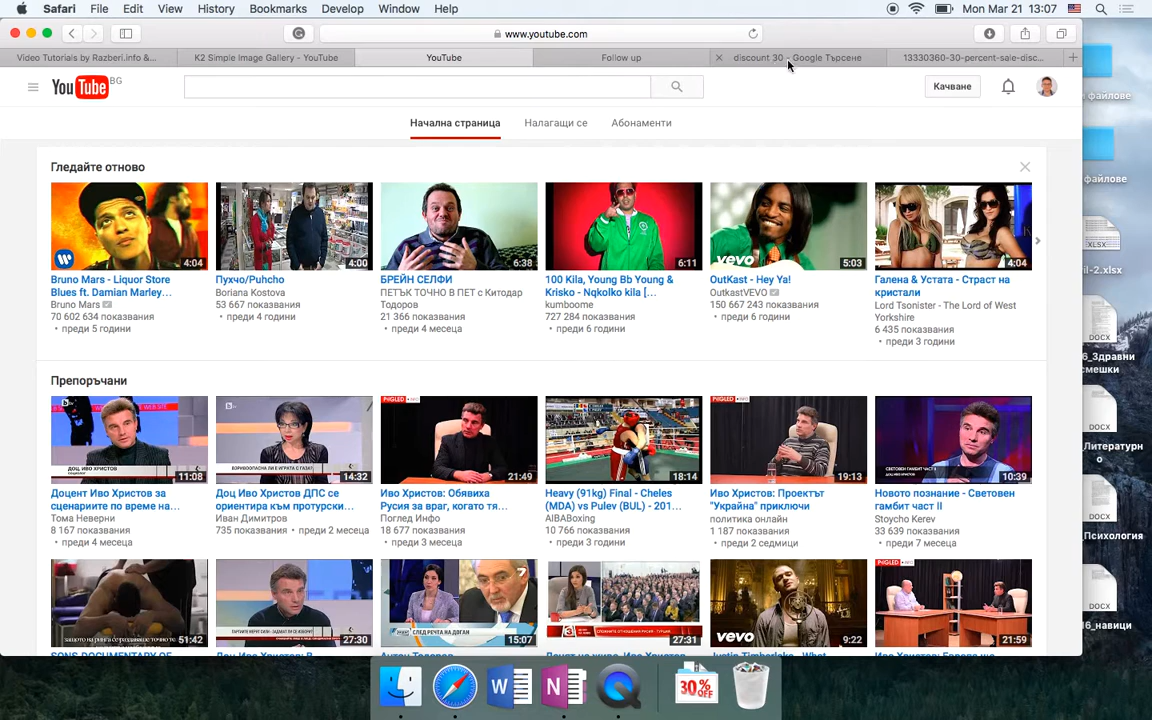 Safari File Edit View History Bookmarks Develop Window Help Mon Mar 21 13:07
www.youtube.com
Video Tutorials by Razberi.info &... K2 Simple Image Gallery - YouTube YouTube Follow up discount 30 - Google Търсене 13330360-30-percent-sale-disc...
YouTube BG Качване
Начална страница Налагащи се Абонаменти
Гледайте отново
4:04 4:00 6:38 6:11 vevo 5:03 4:04
Bruno Mars - Liquor Store Blues ft. Damian Marley...
Bruno Mars
70 602 634 показвания
• преди 5 години
Пухчо/Puhcho
Boriana Kostova
53 667 показвания
• преди 4 години
БРЕЙН СЕЛФИ
ПЕТЪК ТОЧНО В ПЕТ с Китодар Тодоров
21 366 показвания
• преди 4 месеца
100 Kila, Young Bb Young & Krisko - Nqkolko kila [...
kumboome
727 284 показвания
• преди 6 години
OutKast - Hey Ya!
OutkastVEVO
150 667 243 показвания
• преди 6 години
Галена & Устата - Страст на кристали
Lord Tsonister - The Lord of West Yorkshire
6 435 показвания
• преди 3 години
Препоръчани
ДОЦ. ИВО ХРИСТОВ
11:08 14:32 21:49 18:14 19:13 10:39
Доцент Иво Христов за сценариите по време на...
Тома Неверни
8 167 показвания
• преди 4 месеца
Доц Иво Христов ДПС се ориентира към протурски...
Иван Димитров
735 показвания • преди 2 месеца
Иво Христов: Обявиха Русия за враг, когато тя...
Поглед Инфо
18 677 показвания
• преди 3 месеца
Heavy (91kg) Final - Cheles (MDA) vs Pulev (BUL) - 201...
AIBABoxing
10 766 показвания
• преди 3 години
Иво Христов: Проектът "Украйна" приключи
политика онлайн
1 187 показвания
• преди 2 седмици
Новото познание - Световен гамбит част II
Stoycho Kerev
33 639 показвания
• преди 7 месеца
51:42 27:30 СЛЕД РЕЧТА НА ДОГАН 15:07 27:31 vevo 9:22 21:59
файлове
файлове
XLSX
il-2.xlsx
DOCX
6_Здравни
смешки
DOCX
_Литературно
DOCX
_Психология
DOCX
16_навици
30% OFF